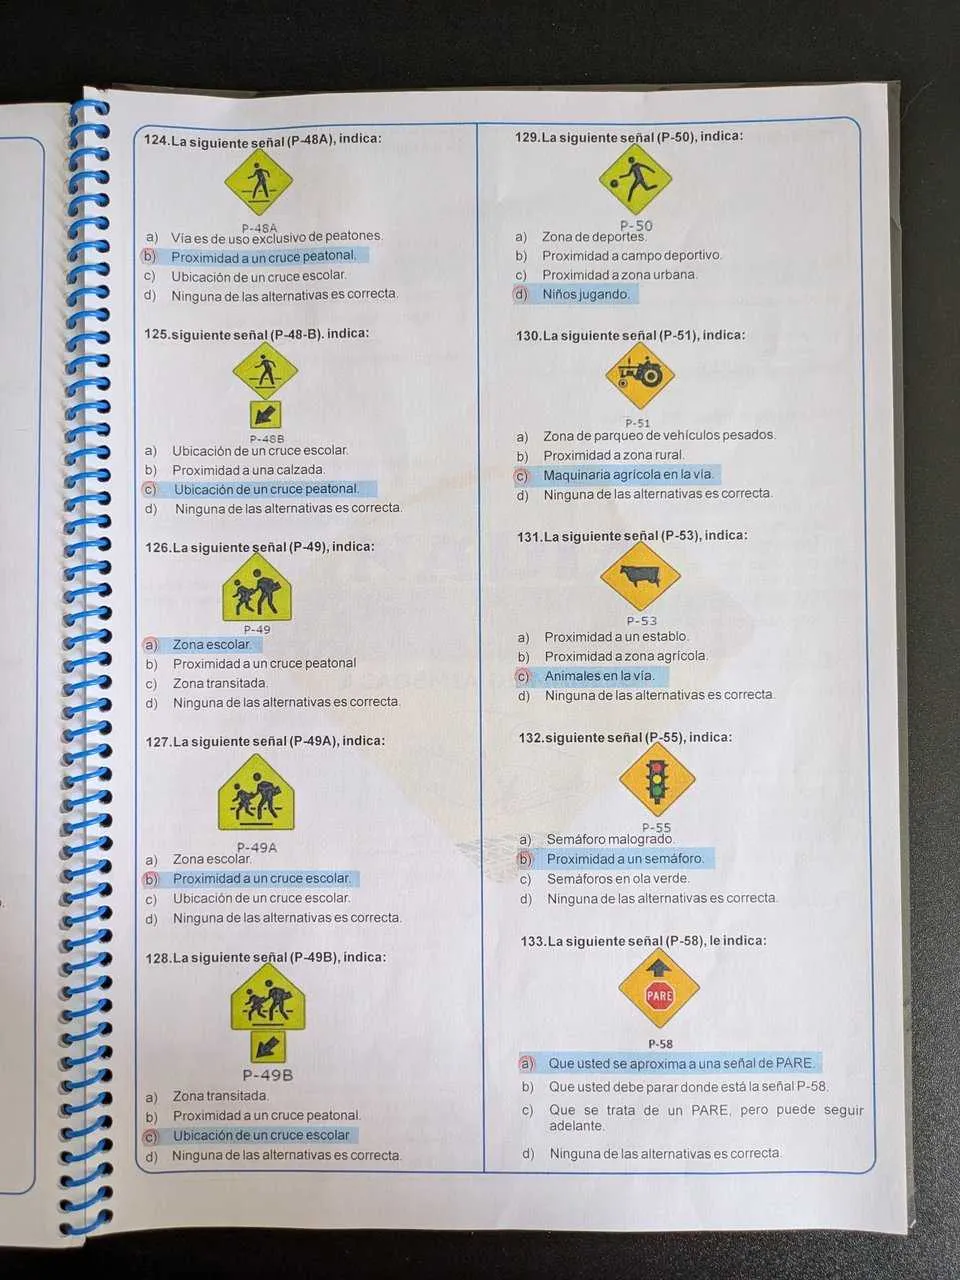 124.La siguiente señal (P-48A), indica:
P-48A
a) Vía es de uso exclusivo de peatones.
b) Proximidad a un cruce peatonal.
c) Ubicación de un cruce escolar.
d) Ninguna de las alternativas es correcta.
125.siguiente señal (P-48-B). indica:
P-48B
a) Ubicación de un cruce escolar.
b) Proximidad a una calzada.
c) Ubicación de un cruce peatonal.
d) Ninguna de las alternativas es correcta.
126.La siguiente señal (P-49), indica:
P-49
a) Zona escolar.
b) Proximidad a un cruce peatonal
c) Zona transitada.
d) Ninguna de las alternativas es correcta.
127.La siguiente señal (P-49A), indica:
P-49A
a) Zona escolar.
b) Proximidad a un cruce escolar.
c) Ubicación de un cruce escolar.
d) Ninguna de las alternativas es correcta.
128.La siguiente señal (P-49B), indica:
P-49B
a) Zona transitada.
b) Proximidad a un cruce peatonal.
c) Ubicación de un cruce escolar
d) Ninguna de las alternativas es correcta.
129.La siguiente señal (P-50), indica:
P-50
a) Zona de deportes.
b) Proximidad a campo deportivo.
c) Proximidad a zona urbana.
d) Niños jugando.
130.La siguiente señal (P-51), indica:
P-51
a) Zona de parqueo de vehículos pesados.
b) Proximidad a zona rural.
c) Maquinaria agrícola en la vía.
d) Ninguna de las alternativas es correcta.
131.La siguiente señal (P-53), indica:
P-53
a) Proximidad a un establo.
b) Proximidad a zona agrícola.
c) Animales en la vía.
d) Ninguna de las alternativas es correcta.
132.siguiente señal (P-55), indica:
P-55
a) Semáforo malogrado.
b) Proximidad a un semáforo.
c) Semáforos en ola verde.
d) Ninguna de las alternativas es correcta.
133.La siguiente señal (P-58), le indica:
PARE
P-58
a) Que usted se aproxima a una señal de PARE.
b) Que usted debe parar donde está la señal P-58.
c) Que se trata de un PARE, pero puede seguir
adelante.
d) Ninguna de las alternativas es correcta.